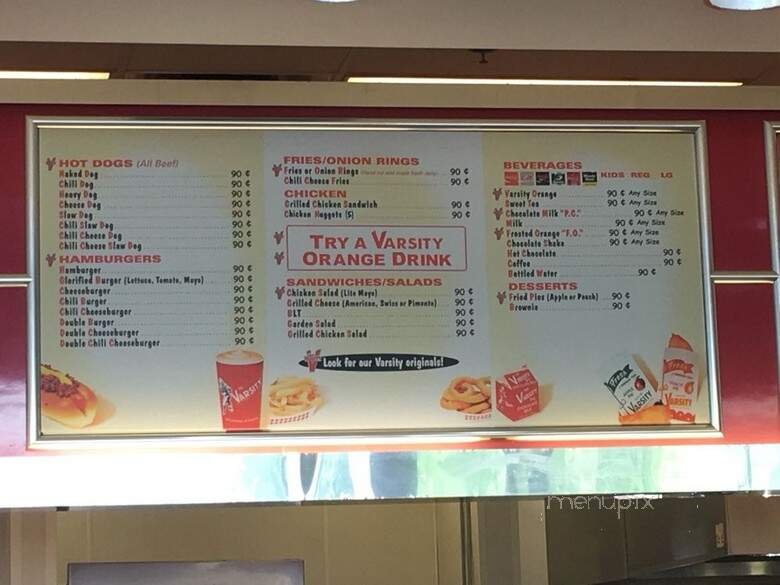 HOT DOGS (All Beef)
Naked Dog 90 ¢
Chili Dog 90 ¢
Heavy Dog 90 ¢
Cheese Dog 90 ¢
Slaw Dog 90 ¢
Chili Slaw Dog 90 ¢
Chili Cheese Dog 90 ¢
Chili Cheese Slaw Dog 90 ¢
HAMBURGERS
Hamburger 90 ¢
Glorified Burger (Lettuce, Tomato, Mayo) 90 ¢
Cheeseburger 90 ¢
Chili Burger 90 ¢
Chili Cheeseburger 90 ¢
Double Burger 90 ¢
Double Cheeseburger 90 ¢
Double Chili Cheeseburger 90 ¢
VARSITY
FRIES/ONION RINGS
Fries or Onion Rings 90 ¢
Chili Cheese Fries 90 ¢
CHICKEN
Grilled Chicken Sandwich 90 ¢
Chicken Nuggets (5) 90 ¢
TRY A VARSITY
ORANGE DRINK
SANDWICHES/SALADS
Chicken Salad (Lite Mayo) 90 ¢
Grilled Cheese (American, Swiss or Pimento) 90 ¢
BLT 90 ¢
Garden Salad 90 ¢
Grilled Chicken Salad 90 ¢
Look for our Varsity originals!
BEVERAGES
KIDS REG LG
Varsity Orange 90 ¢ Any Size
Sweet Tea 90 ¢ Any Size
Chocolate Milk "P.C." 90 ¢ Any Size
Milk 90 ¢ Any Size
Frosted Orange "F.O." 90 ¢ Any Size
Chocolate Shake 90 ¢ Any Size
Hot Chocolate 90 ¢
Coffee 90 ¢
Bottled Water 90 ¢
DESSERTS
Fried Pies (Apple or Peach) 90 ¢
Brownie 90 ¢
VARSITY
VARSITY
menupix